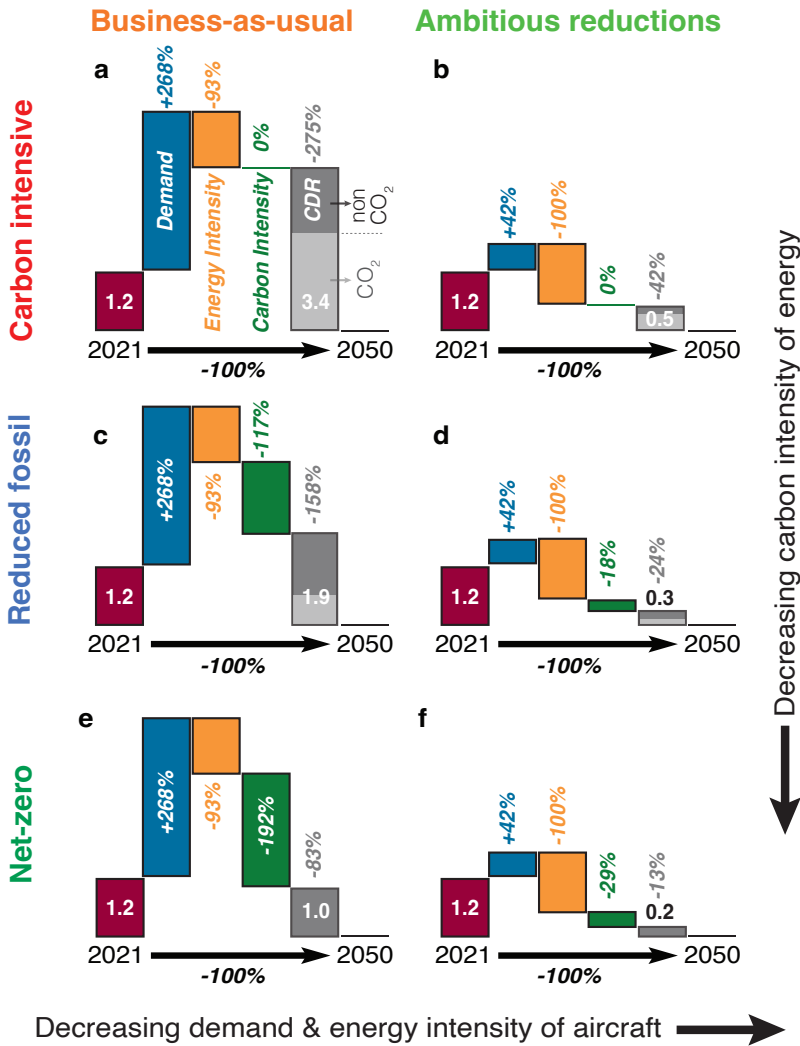 Business-as-usual
Ambitious reductions
Carbon intensive
a
+268%
-93%
0%
-275%
Demand
Energy Intensity
Carbon Intensity
CDR
non CO₂
CO₂
1.2
3.4
2021
2050
-100%
b
+42%
-100%
0%
-42%
1.2
0.5
2021
2050
-100%
Reduced fossil
c
+268%
-93%
-117%
-158%
1.2
1.9
2021
2050
-100%
d
+42%
-100%
-18%
-24%
1.2
0.3
2021
2050
-100%
Net-zero
e
+268%
-93%
-192%
-83%
1.2
1.0
2021
2050
-100%
f
+42%
-100%
-29%
-13%
1.2
0.2
2021
2050
-100%
Decreasing carbon intensity of energy
Decreasing demand & energy intensity of aircraft